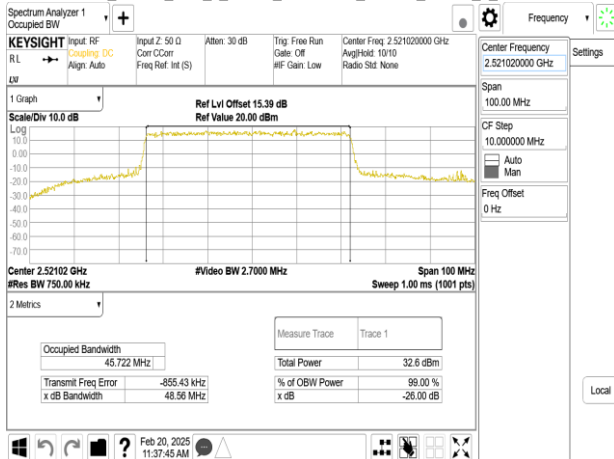 Spectrum Analyzer 1
Occupied BW
+
Frequency
KEYSIGHT
RL
LXI
Input: RF
Coupling: DC
Align: Auto
Input Z: 50 Ω
Corr CCorr
Freq Ref: Int (S)
Atten: 30 dB
Trig: Free Run
Gate: Off
#IF Gain: Low
Center Freq: 2.521020000 GHz
Avg|Hold: 10/10
Radio Std: None
Center Frequency
2.521020000 GHz
Settings
Span
100.00 MHz
CF Step
10.000000 MHz
Auto
Man
Freq Offset
0 Hz
Local
1 Graph
Scale/Div 10.0 dB
Ref Lvl Offset 15.39 dB
Ref Value 20.00 dBm
Log
10.0
0.00
-10.0
-20.0
-30.0
-40.0
-50.0
-60.0
-70.0
Center 2.52102 GHz
#Video BW 2.7000 MHz
Span 100 MHz
#Res BW 750.00 kHz
Sweep 1.00 ms (1001 pts)
2 Metrics
Measure Trace
Trace 1
Occupied Bandwidth
45.722 MHz
Total Power
32.6 dBm
Transmit Freq Error
-855.43 kHz
% of OBW Power
99.00 %
x dB Bandwidth
48.56 MHz
x dB
-26.00 dB
?
Feb 20, 2025
11:37:45 AM